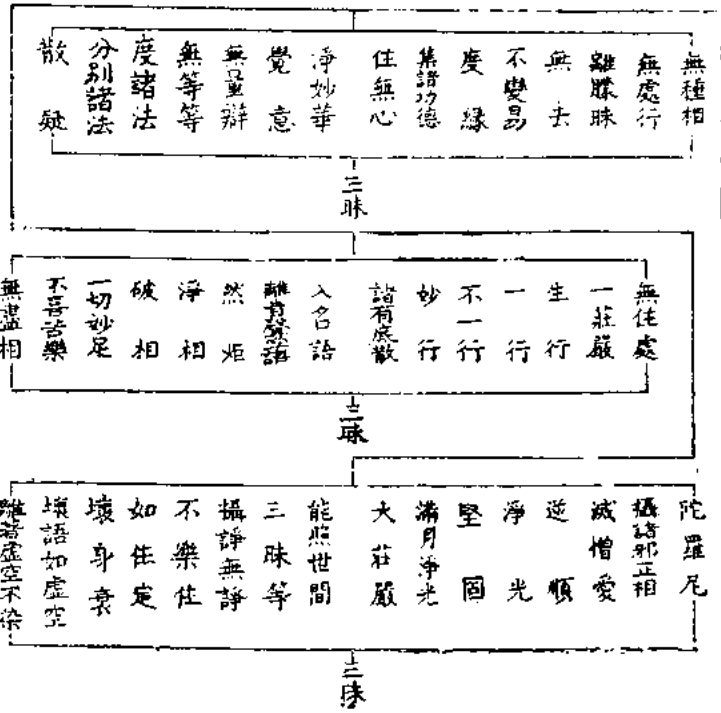 無種相
無處行
離朦昧
無去
不變易
度緣
集諸功德
住無心
淨妙華
覺意
無量辯
無等等
度諸法
分別諸法
散疑
三昧
無住處
一莊嚴
生行
一行
不一行
妙行
諸有底散
入名語
離音聲語
然炬
淨相
破相
一切妙足
不喜苦樂
無盡相
三昧
陀羅尼
攝諸邪正相
滅憎愛
逆順
淨光
堅固
滿月淨光
大莊嚴
能照世間
三昧等
攝諍無諍
不樂住
如住定
壞身衰
壞語如虛空
離著虛空不染
三昧